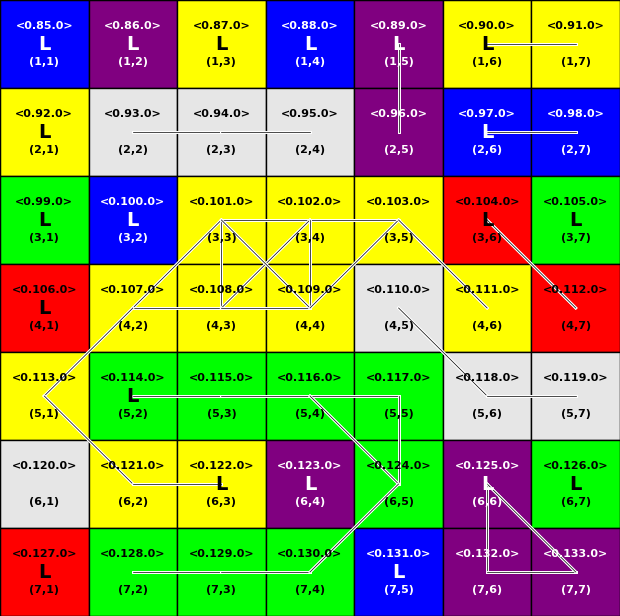 <0.85.0> <0.86.0> <0.87.0> <0.88.0> <0.89.0> <0.90.0> <0.91.0>
L L L L L L
(1,1) (1,2) (1,3) (1,4) (1,5) (1,6) (1,7)
<0.92.0> <0.93.0> <0.94.0> <0.95.0> <0.96.0> <0.97.0> <0.98.0>
L L
(2,1) (2,2) (2,3) (2,4) (2,5) (2,6) (2,7)
<0.99.0> <0.100.0> <0.101.0> <0.102.0> <0.103.0> <0.104.0> <0.105.0>
L L L L
(3,1) (3,2) (3,3) (3,4) (3,5) (3,6) (3,7)
<0.106.0> <0.107.0> <0.108.0> <0.109.0> <0.110.0> <0.111.0> <0.112.0>
L
(4,1) (4,2) (4,3) (4,4) (4,5) (4,6) (4,7)
<0.113.0> <0.114.0> <0.115.0> <0.116.0> <0.117.0> <0.118.0> <0.119.0>
L
(5,1) (5,2) (5,3) (5,4) (5,5) (5,6) (5,7)
<0.120.0> <0.121.0> <0.122.0> <0.123.0> <0.124.0> <0.125.0> <0.126.0>
L L L L
(6,1) (6,2) (6,3) (6,4) (6,5) (6,6) (6,7)
<0.127.0> <0.128.0> <0.129.0> <0.130.0> <0.131.0> <0.132.0> <0.133.0>
L L
(7,1) (7,2) (7,3) (7,4) (7,5) (7,6) (7,7)